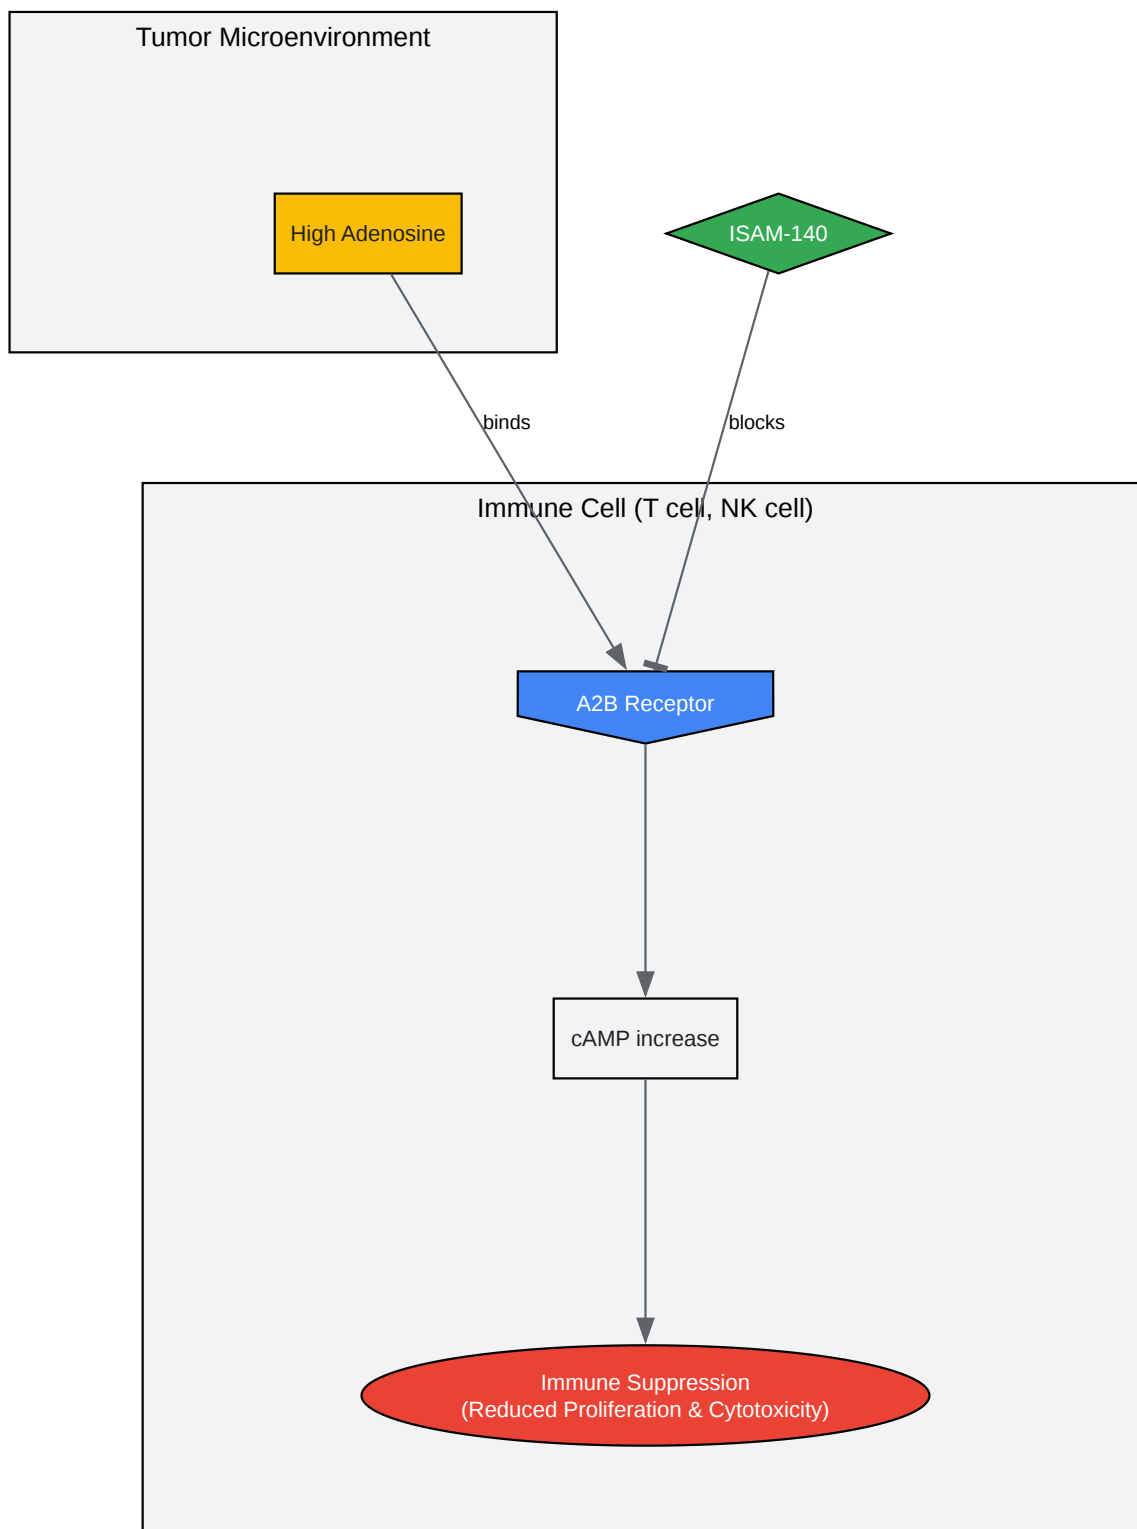 Tumor Microenvironment
High Adenosine
ISAM-140
binds
blocks
Immune Cell (T cell, NK cell)
A2B Receptor
cAMP increase
Immune Suppression
(Reduced Proliferation & Cytotoxicity)